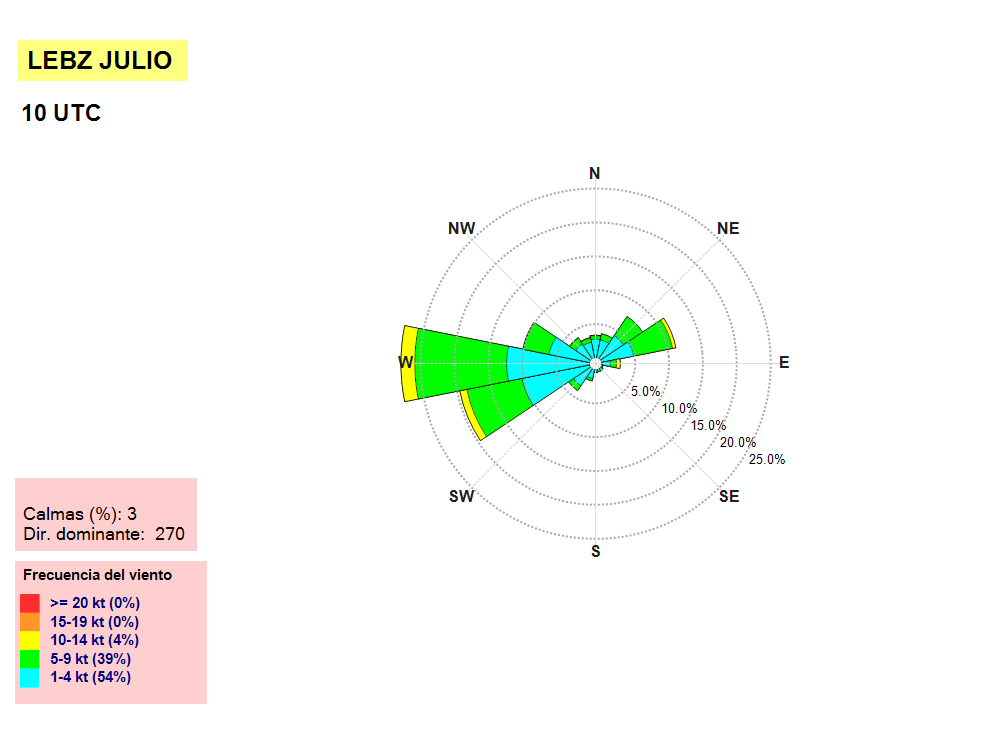 LEBZ JULIO
10 UTC
N
NW
NE
W
E
5.0%
10.0%
15.0%
20.0%
25.0%
SW
SE
S
Calmas (%): 3
Dir. dominante: 270
Frecuencia del viento
>= 20 kt (0%)
15-19 kt (0%)
10-14 kt (4%)
5-9 kt (39%)
1-4 kt (54%)